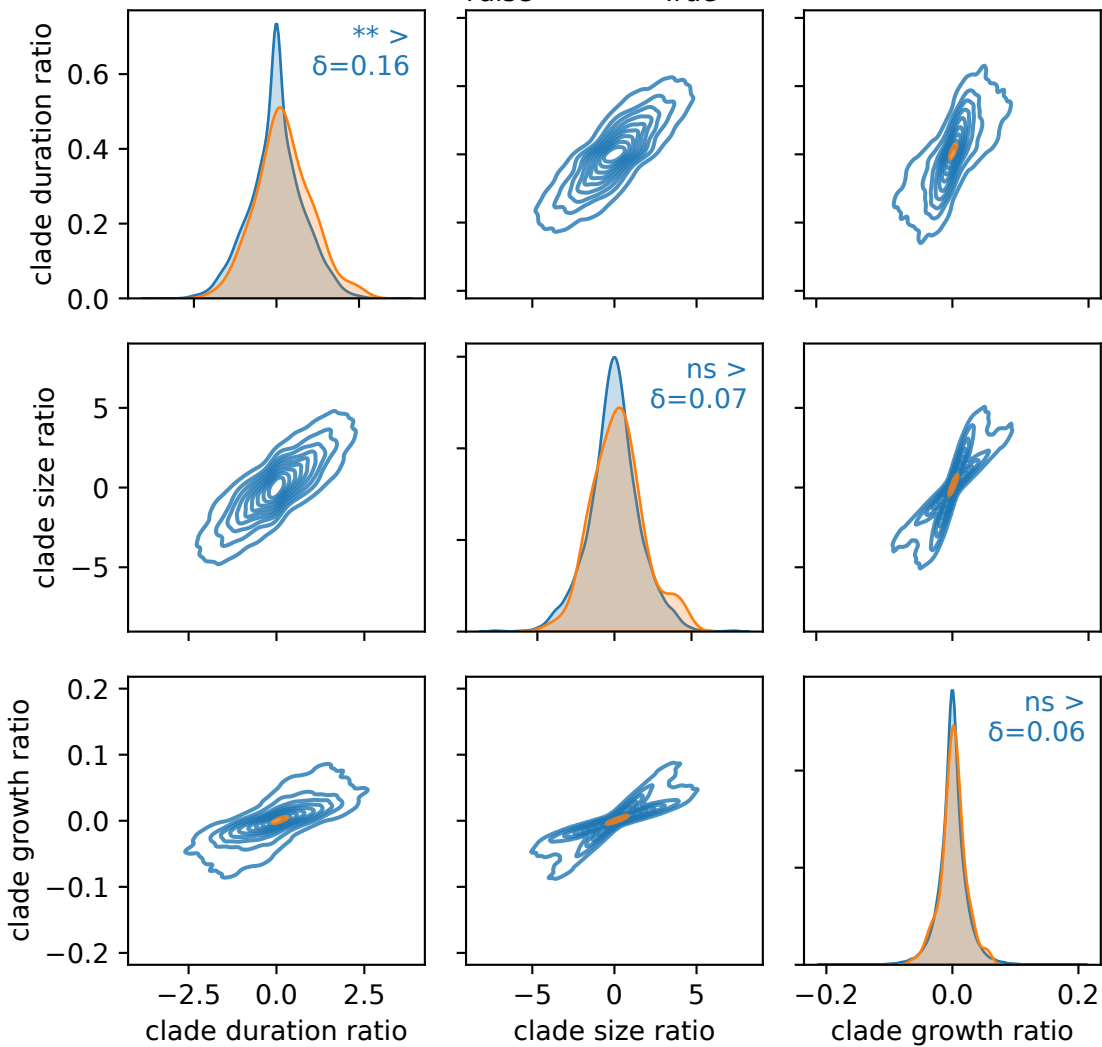 ** >
δ=0.16
clade duration ratio
0.6
0.4
0.2
0.0
ns >
δ=0.07
clade size ratio
5
0
−5
ns >
δ=0.06
clade growth ratio
0.2
0.1
0.0
−0.1
−0.2
−2.5 0.0 2.5
−5 0 5
−0.2 0.0 0.2
clade duration ratio
clade size ratio
clade growth ratio